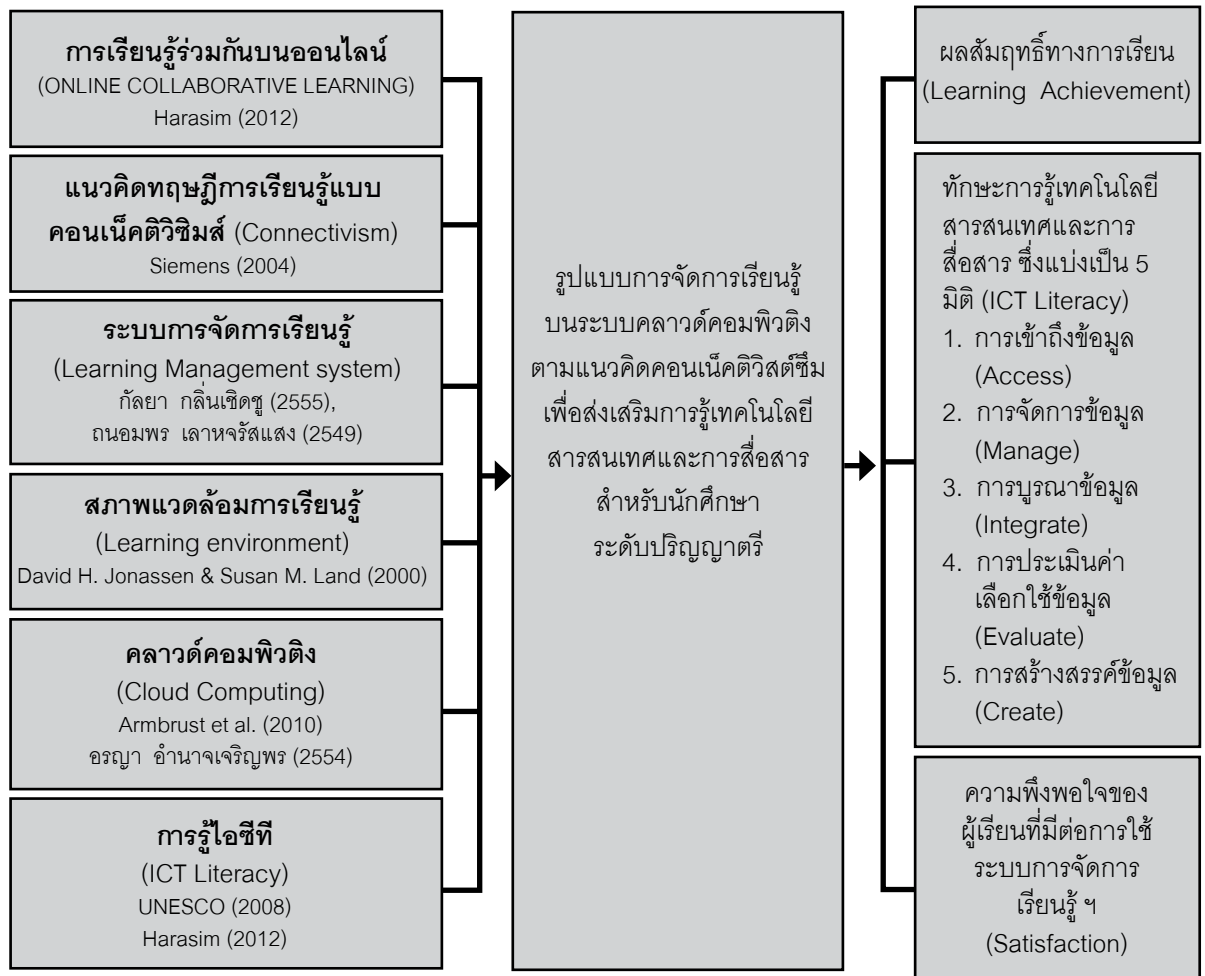 การเรียนรู้ร่วมกันบนออนไลน์
(ONLINE COLLABORATIVE LEARNING)
Harasim (2012)
แนวคิดทฤษฎีการเรียนรู้แบบ
คอนเน็คติวิซิมส์ (Connectivism)
Siemens (2004)
ระบบการจัดการเรียนรู้
(Learning Management system)
กัลยา กลิ่นเชิดชู (2555),
ถนอมพร เลาหจรัสแสง (2549)
สภาพแวดล้อมการเรียนรู้
(Learning environment)
David H. Jonassen & Susan M. Land (2000)
คลาวด์คอมพิวติง
(Cloud Computing)
Armbrust et al. (2010)
อรญา อำนาจเจริญพร (2554)
การรู้ไอซีที
(ICT Literacy)
UNESCO (2008)
Harasim (2012)
รูปแบบการจัดการเรียนรู้
บนระบบคลาวด์คอมพิวติง
ตามแนวคิดคอนเน็คติวิสต์ซึม
เพื่อส่งเสริมการรู้เทคโนโลยี
สารสนเทศและการสื่อสาร
สำหรับนักศึกษา
ระดับปริญญาตรี
ผลสัมฤทธิ์ทางการเรียน
(Learning Achievement)
ทักษะการรู้เทคโนโลยี
สารสนเทศและการ
สื่อสาร ซึ่งแบ่งเป็น 5
มิติ (ICT Literacy)
1. การเข้าถึงข้อมูล
(Access)
2. การจัดการข้อมูล
(Manage)
3. การบูรณาข้อมูล
(Integrate)
4. การประเมินค่า
เลือกใช้ข้อมูล
(Evaluate)
5. การสร้างสรรค์ข้อมูล
(Create)
ความพึงพอใจของ
ผู้เรียนที่มีต่อการใช้
ระบบการจัดการ
เรียนรู้ ฯ
(Satisfaction)